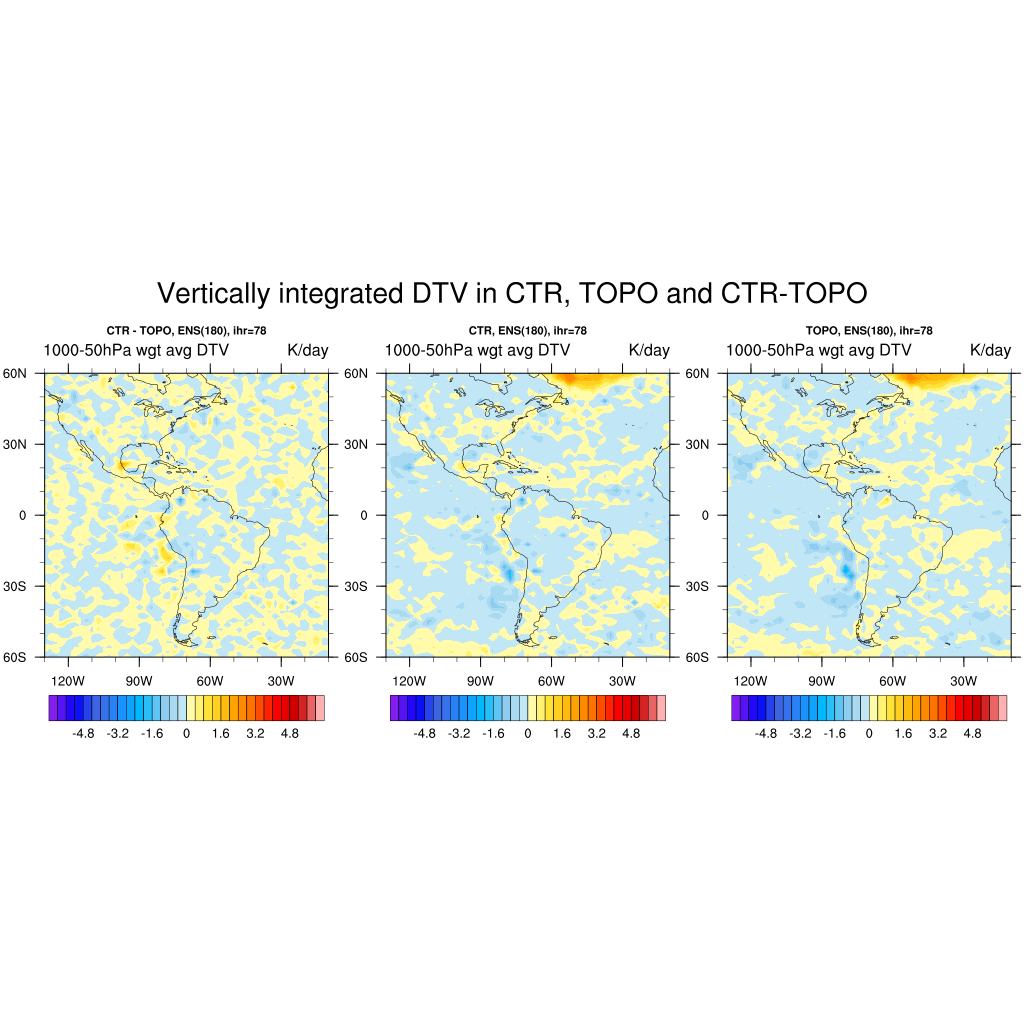 Vertically integrated DTV in CTR, TOPO and CTR-TOPO
CTR - TOPO, ENS(180), ihr=78
1000-50hPa wgt avg DTV K/day
60N
30N
0
30S
60S
120W 90W 60W 30W
-4.8 -3.2 -1.6 0 1.6 3.2 4.8
CTR, ENS(180), ihr=78
1000-50hPa wgt avg DTV K/day
60N
30N
0
30S
60S
120W 90W 60W 30W
-4.8 -3.2 -1.6 0 1.6 3.2 4.8
TOPO, ENS(180), ihr=78
1000-50hPa wgt avg DTV K/day
60N
30N
0
30S
60S
120W 90W 60W 30W
-4.8 -3.2 -1.6 0 1.6 3.2 4.8